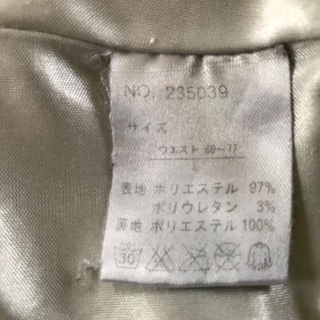 NO. 235039
サイズ
ウエスト 69~77
L
表地 ポリエステル 97%
ポリウレタン 3%
裏地 ポリエステル 100%
30